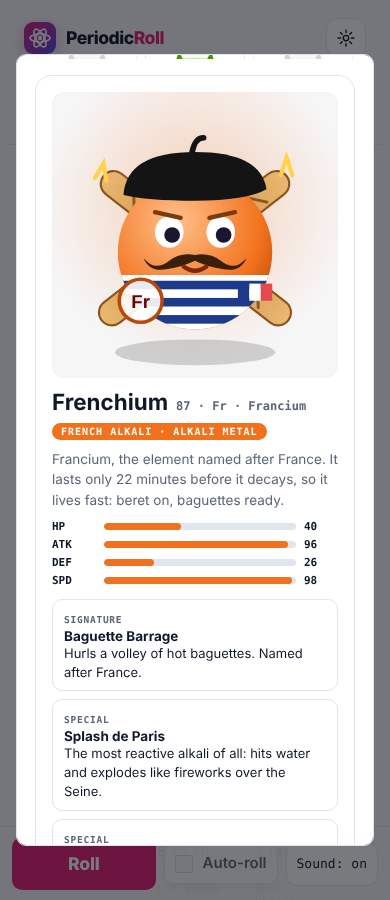 PeriodicRoll
Fr
Frenchium 87 · Fr · Francium
FRENCH ALKALI · ALKALI METAL
Francium, the element named after France. It
lasts only 22 minutes before it decays, so it
lives fast: beret on, baguettes ready.
HP 40
ATK 96
DEF 26
SPD 98
SIGNATURE
Baguette Barrage
Hurls a volley of hot baguettes. Named
after France.
SPECIAL
Splash de Paris
The most reactive alkali of all: hits water
and explodes like fireworks over the
Seine.
SPECIAL
Roll
Auto-roll
Sound: on